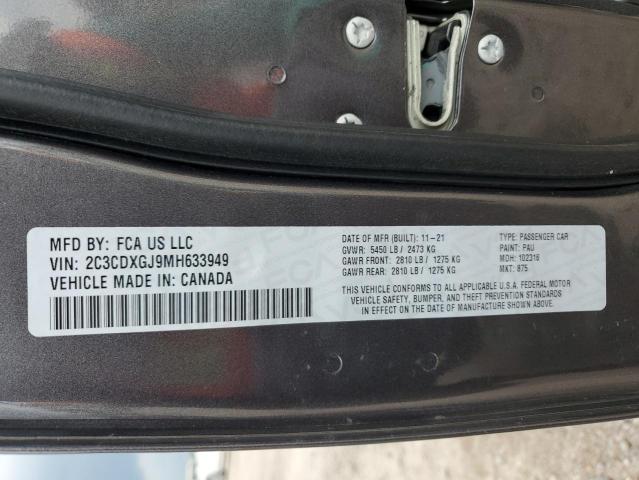 MFD BY: FCA US LLC
VIN: 2C3CDXGJ9MH633949
VEHICLE MADE IN: CANADA
DATE OF MFR (BUILT): 11-21
GVWR: 5450 LB / 2473 KG
GAWR FRONT: 2810 LB / 1275 KG
GAWR REAR: 2810 LB / 1275 KG
TYPE: PASSENGER CAR
PAINT: PAU
MDH: 102316
MKT: 875
THIS VEHICLE CONFORMS TO ALL APPLICABLE U.S.A. FEDERAL MOTOR
VEHICLE SAFETY, BUMPER, AND THEFT PREVENTION STANDARDS
IN EFFECT ON THE DATE OF MANUFACTURE SHOWN ABOVE.